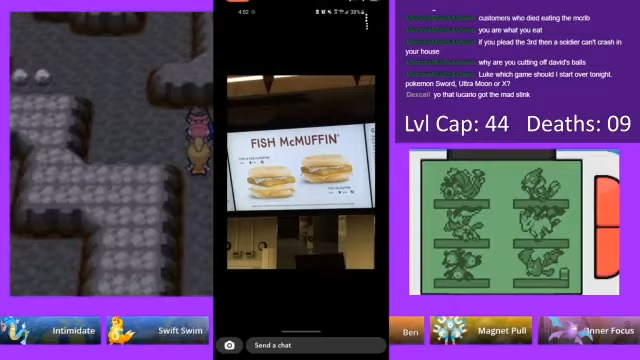 4:52
38%
FISH McMUFFIN®
Send a chat
customers who died eating the mcrib
you are what you eat
if you plead the 3rd then a soldier can't crash in
your house
why are you cutting off david's balls
Luke which game should I start over tonight.
pokemon Sword, Ultra Moon or X?
Dexcell yo that lucario got the mad stink
Lvl Cap: 44 Deaths: 09
Intimidate
Swift Swim
Ben
Magnet Pull
Inner Focus